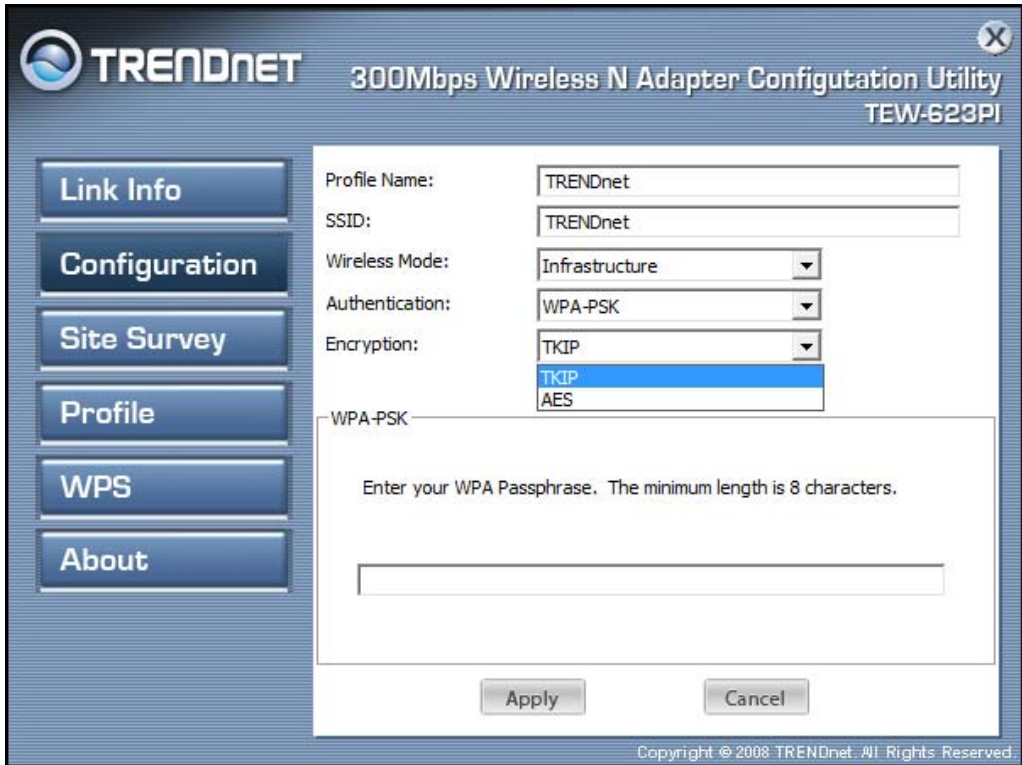 TRENDNET
300Mbps Wireless N Adapter Configutation Utility
TEW-623PI
X
Link Info
Configuration
Site Survey
Profile
WPS
About
Profile Name: TRENDnet
SSID: TRENDnet
Wireless Mode: Infrastructure
Authentication: WPA-PSK
Encryption: TKIP
TKIP
AES
WPA-PSK
Enter your WPA Passphrase. The minimum length is 8 characters.
Apply Cancel
Copyright © 2008 TRENDnet. All Rights Reserved.